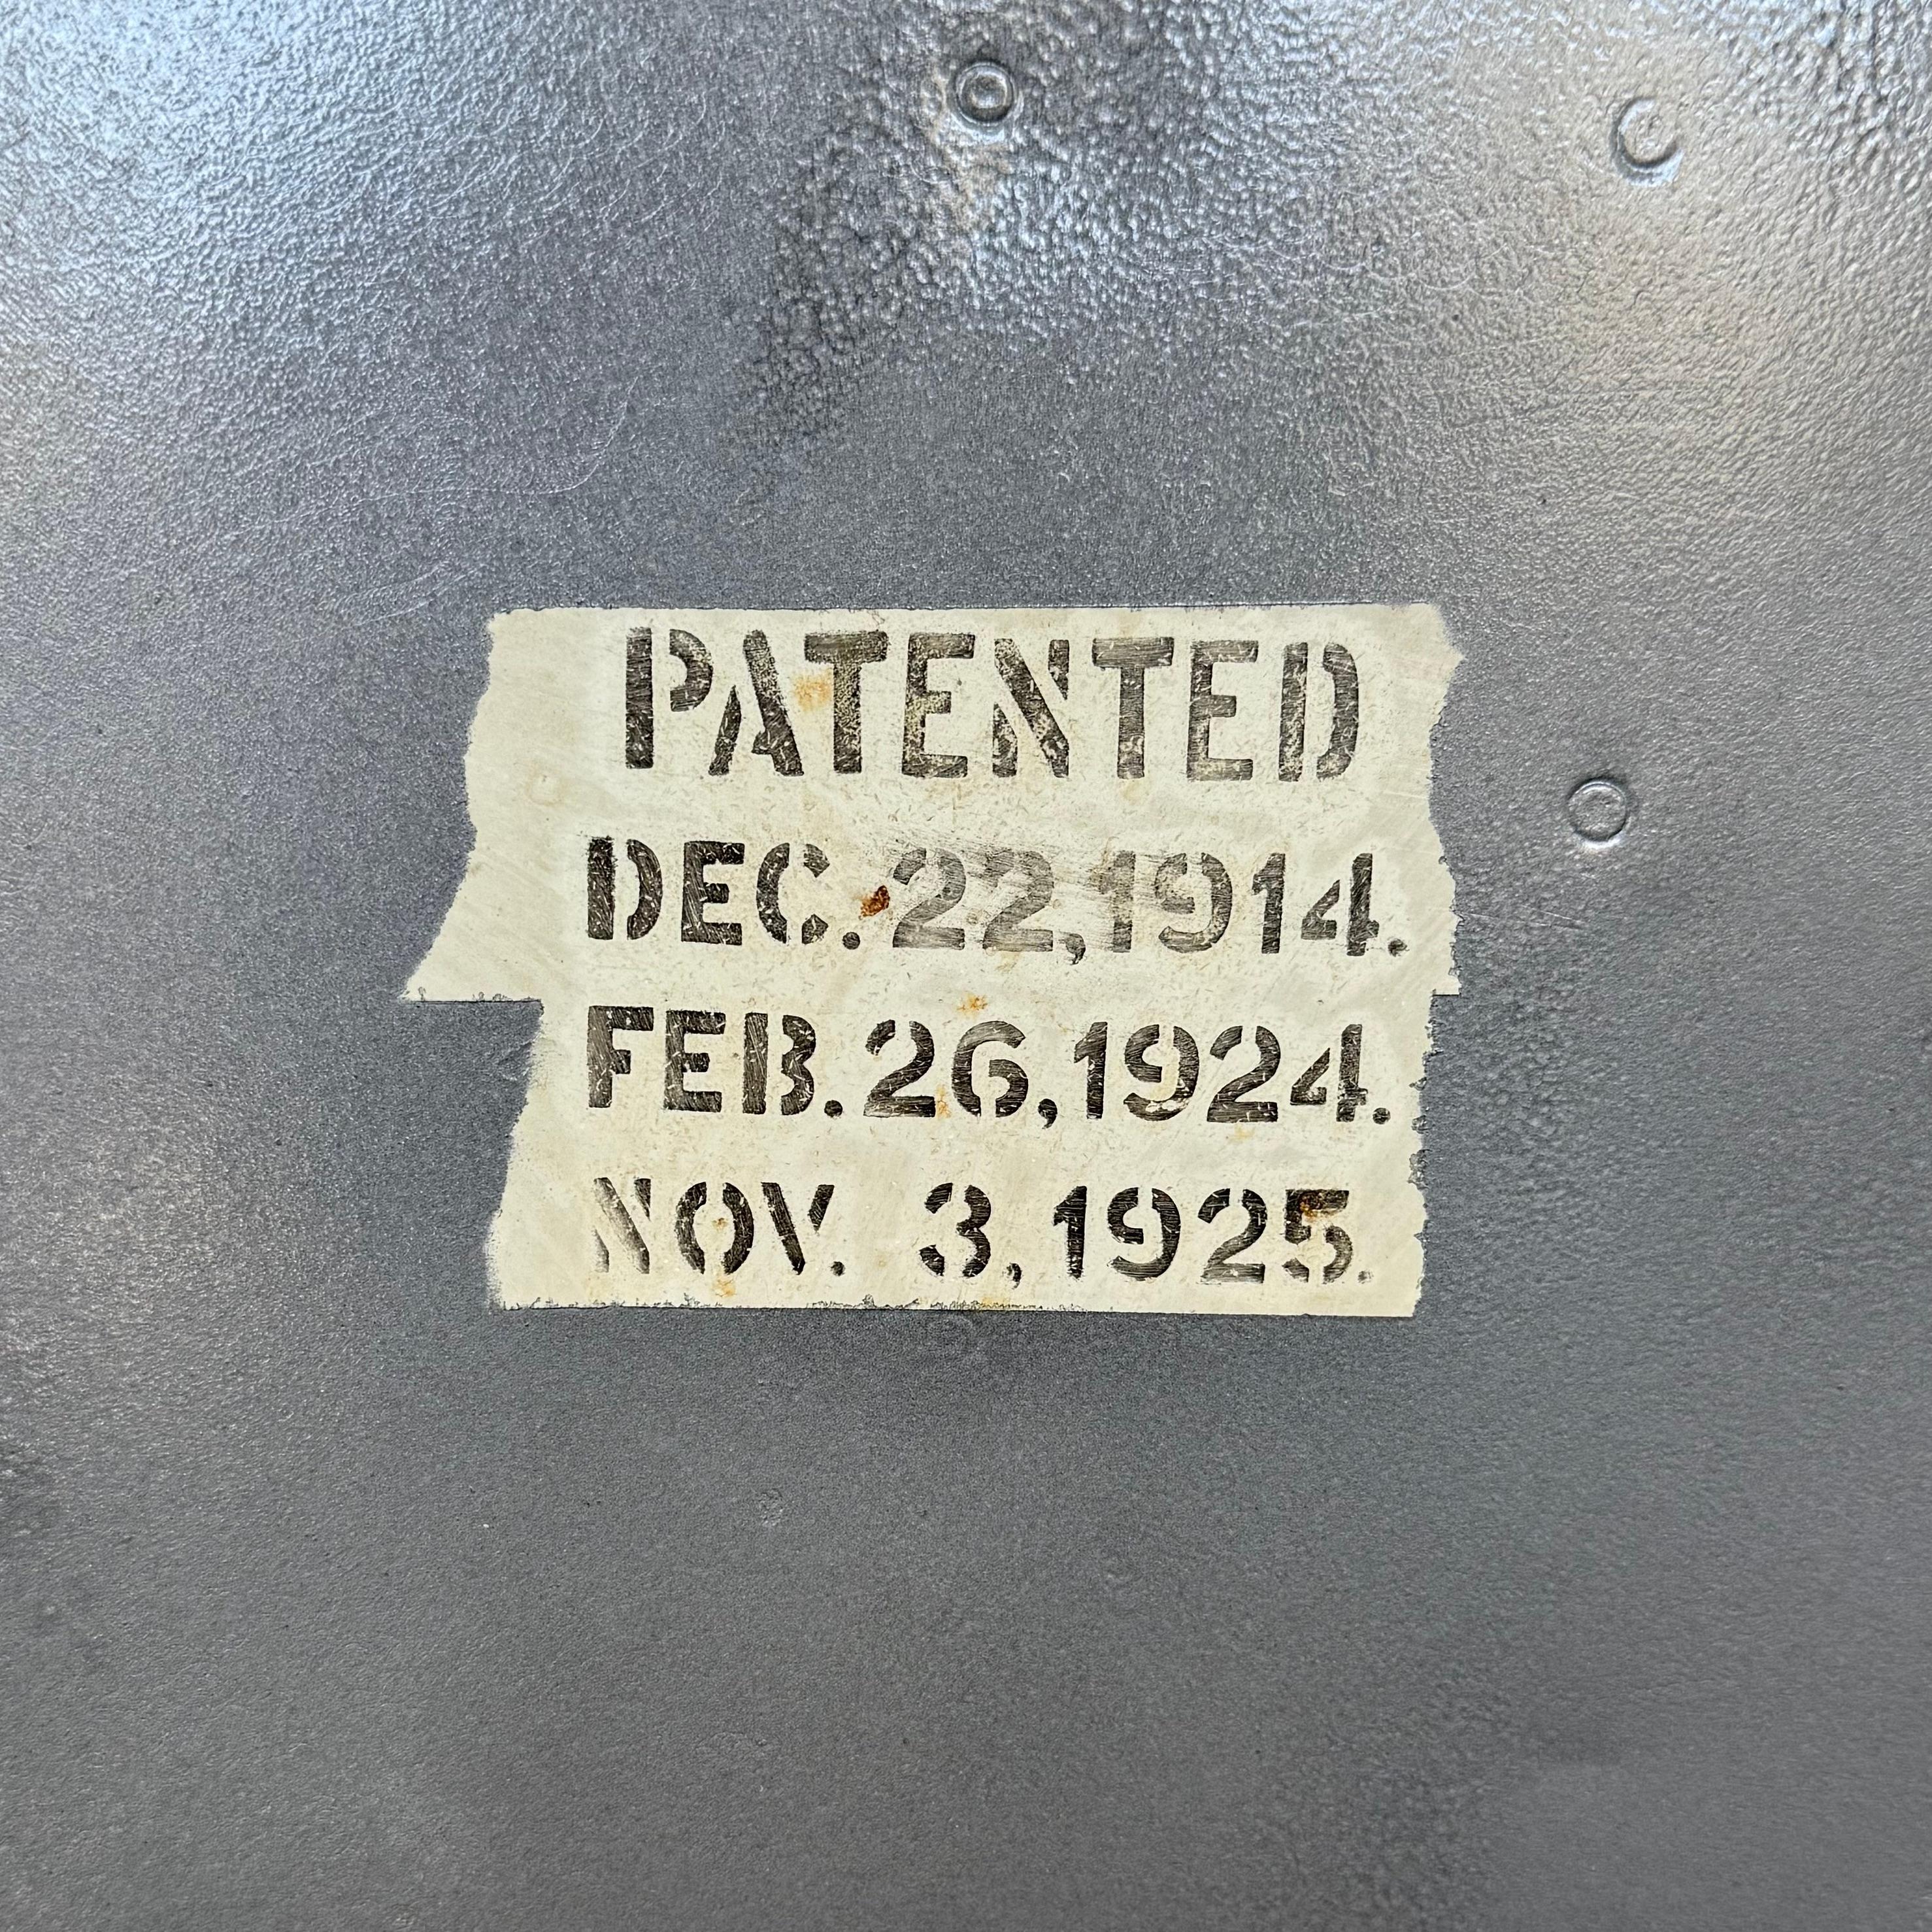 PATENTED
DEC. 22, 1914.
FEB. 26, 1924.
NOV. 3, 1925.